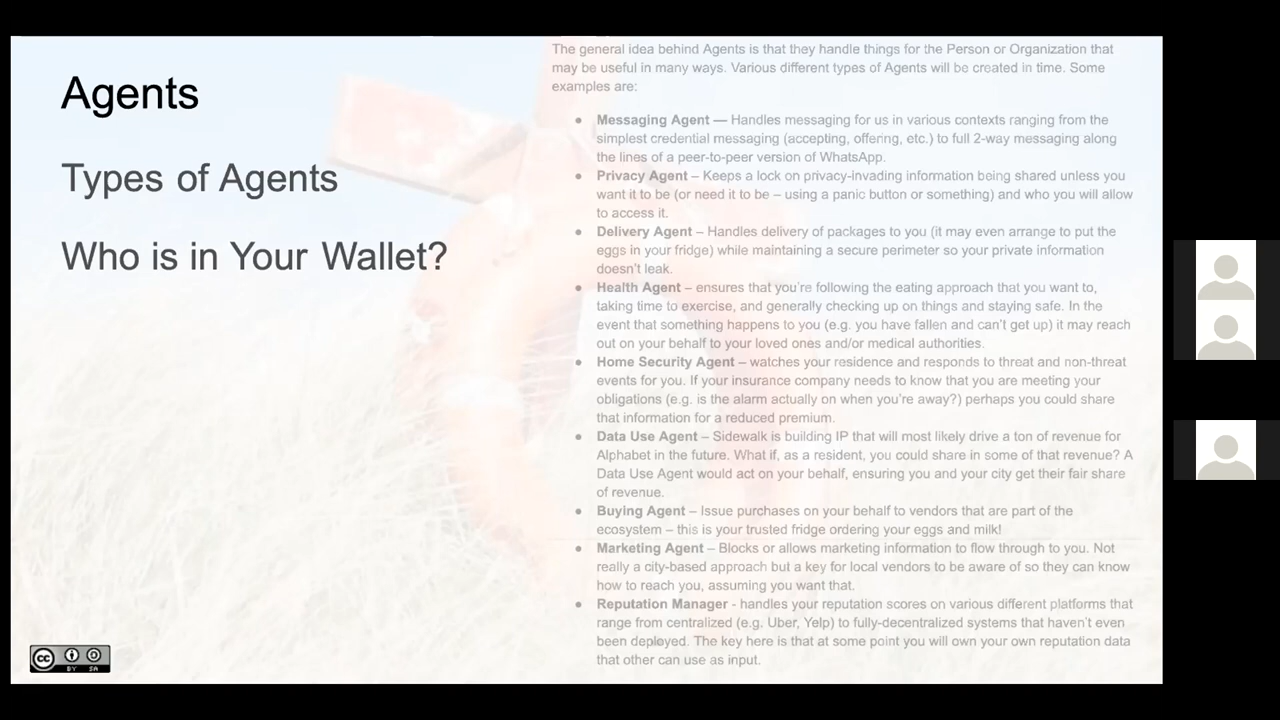 Agents
Types of Agents
Who is in Your Wallet?
The general idea behind Agents is that they handle things for the Person or Organization that
may be useful in many ways. Various different types of Agents will be created in time. Some
examples are:
● Messaging Agent — Handles messaging for us in various contexts ranging from the
simplest credential messaging (accepting, offering, etc.) to full 2-way messaging along
the lines of a peer-to-peer version of WhatsApp.
● Privacy Agent – Keeps a lock on privacy-invading information being shared unless you
want it to be (or need it to be – using a panic button or something) and who you will allow
to access it.
● Delivery Agent – Handles delivery of packages to you (it may even arrange to put the
eggs in your fridge) while maintaining a secure perimeter so your private information
doesn't leak.
● Health Agent – ensures that you're following the eating approach that you want to,
taking time to exercise, and generally checking up on things and staying safe. In the
event that something happens to you (e.g. you have fallen and can't get up) it may reach
out on your behalf to your loved ones and/or medical authorities.
● Home Security Agent – watches your residence and responds to threat and non-threat
events for you. If your insurance company needs to know that you are meeting your
obligations (e.g. is the alarm actually on when you're away?) perhaps you could share
that information for a reduced premium.
● Data Use Agent – Sidewalk is building IP that will most likely drive a ton of revenue for
Alphabet in the future. What if, as a resident, you could share in some of that revenue? A
Data Use Agent would act on your behalf, ensuring you and your city get their fair share
of revenue.
● Buying Agent – Issue purchases on your behalf to vendors that are part of the
ecosystem – this is your trusted fridge ordering your eggs and milk!
● Marketing Agent – Blocks or allows marketing information to flow through to you. Not
really a city-based approach but a key for local vendors to be aware of so they can know
how to reach you, assuming you want that.
● Reputation Manager - handles your reputation scores on various different platforms that
range from centralized (e.g. Uber, Yelp) to fully-decentralized systems that haven't even
been deployed. The key here is that at some point you will own your own reputation data
that other can use as input.
cc BY SA